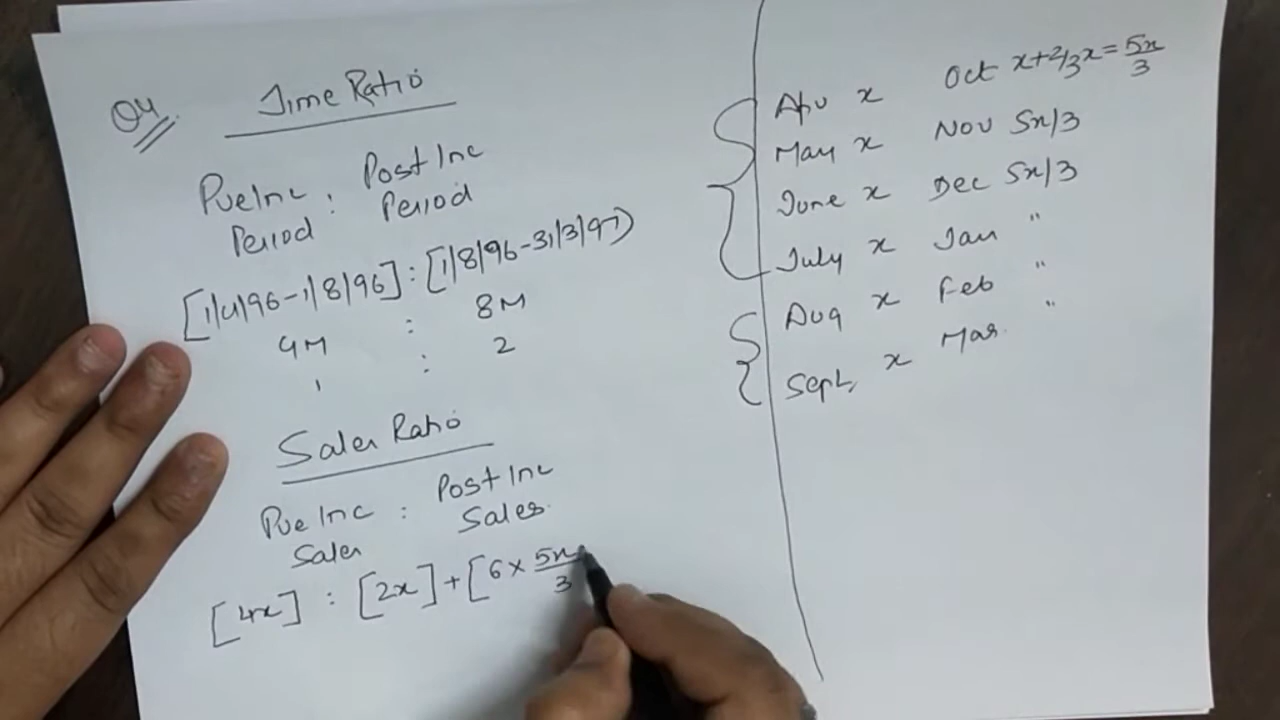 Q4 Time Ratio
Pre Inc : Post Inc
Period Period
[1/4/96-1/8/96] : [1/8/96-31/3/97)
4M : 8M
1 : 2
Sales Ratio
Pre Inc : Post Inc
Sales Sales
[4x] : [2x] + [6 x 5x/3
Apr x Oct x+2/3x = 5x/3
May x Nov 5x/3
June x Dec 5x/3
July x Jan "
Aug x Feb "
Sept, x Mar "